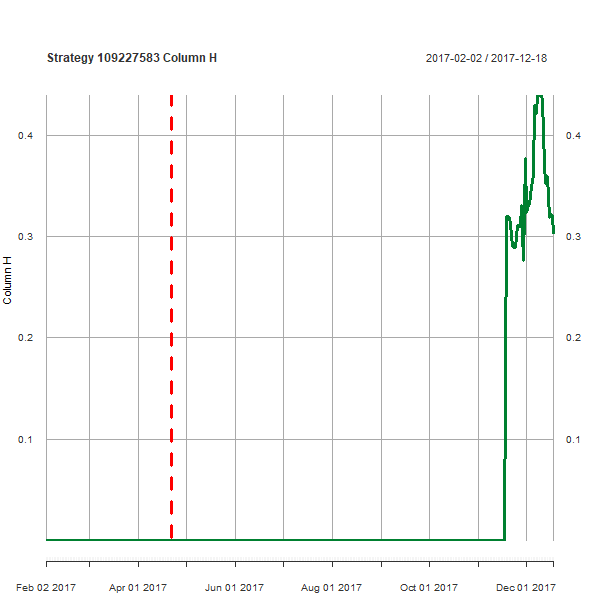 Strategy 109227583 Column H
2017-02-02 / 2017-12-18
0.4
0.4
0.3
0.3
Column H
0.2
0.2
0.1
0.1
Feb 02 2017
Apr 01 2017
Jun 01 2017
Aug 01 2017
Oct 01 2017
Dec 01 2017